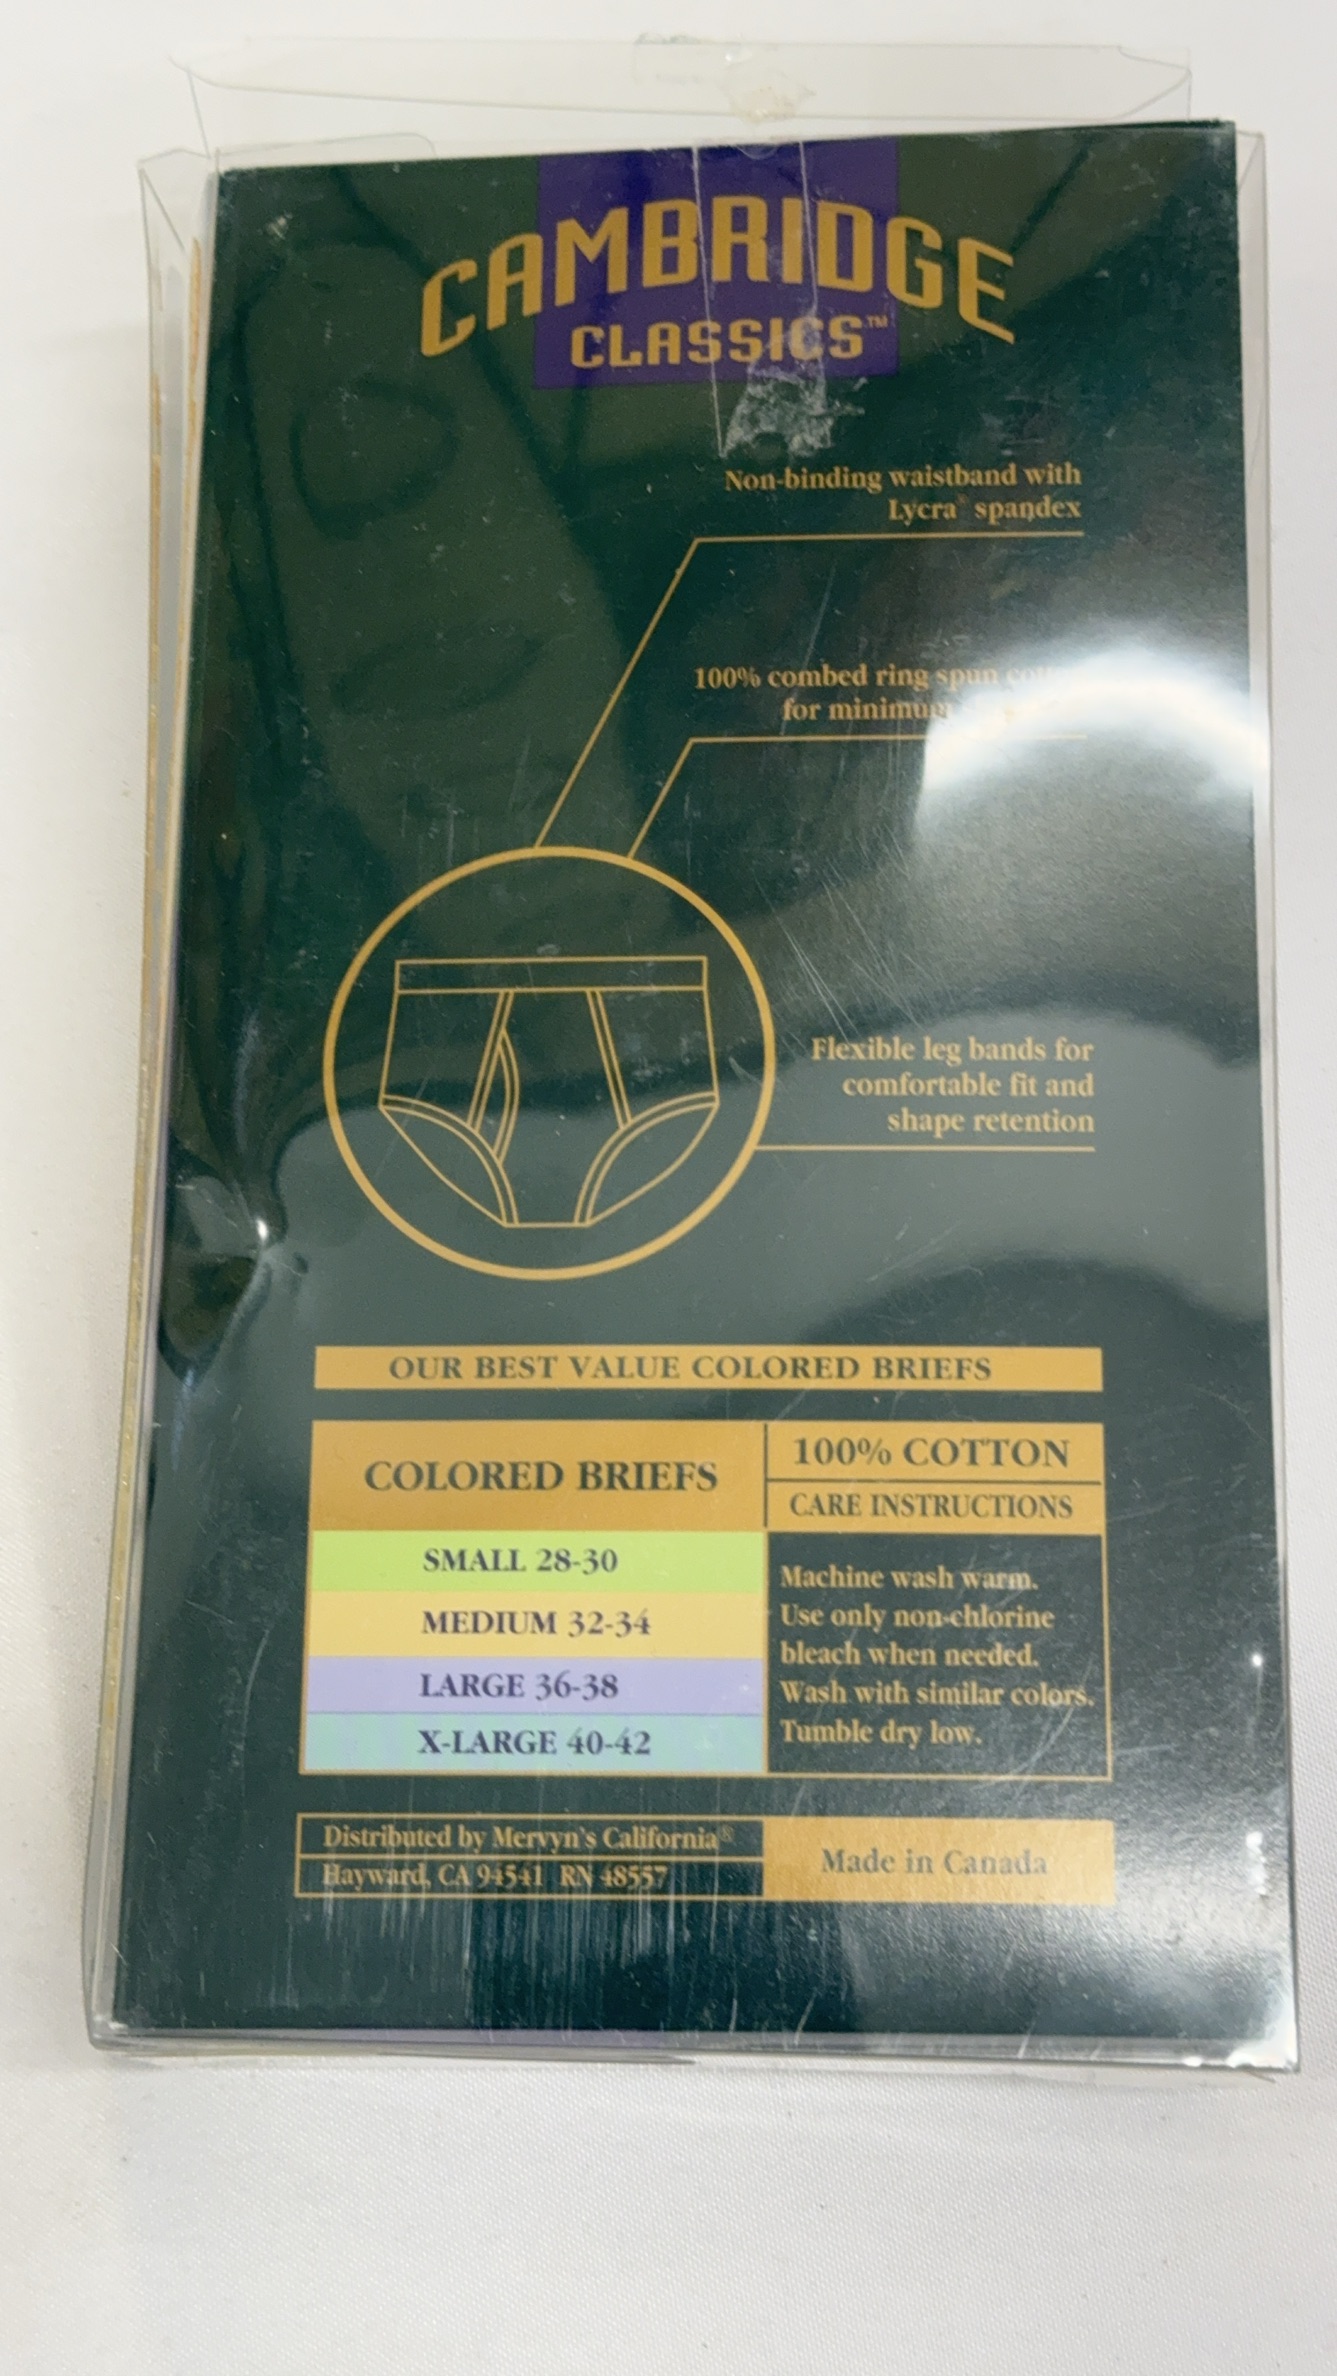 CAMBRIDGE
CLASSICS™
Non-binding waistband with
Lycra® spandex
100% combed ring spun
for minimum
Flexible leg bands for
comfortable fit and
shape retention
OUR BEST VALUE COLORED BRIEFS
COLORED BRIEFS
100% COTTON
CARE INSTRUCTIONS
SMALL 28-30
MEDIUM 32-34
LARGE 36-38
X-LARGE 40-42
Machine wash warm.
Use only non-chlorine
bleach when needed.
Wash with similar colors.
Tumble dry low.
Distributed by Mervyn's California®
Hayward, CA 94541 RN 48557
Made in Canada